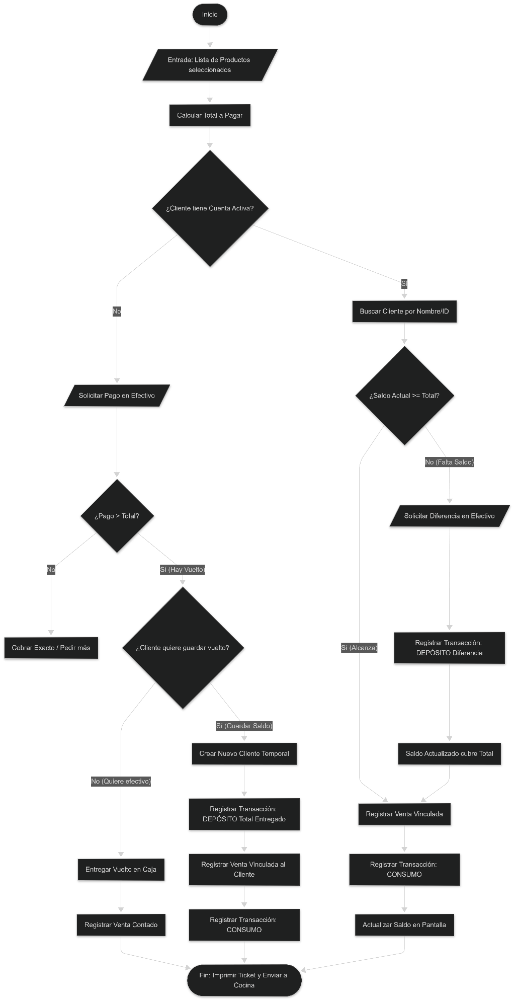 Inicio
Entrada: Lista de Productos
seleccionados
Calcular Total a Pagar
¿Cliente tiene Cuenta Activa?
Sí
No
Buscar Cliente por Nombre/ID
Solicitar Pago en Efectivo
¿Saldo Actual >= Total?
No (Falta Saldo)
¿Pago > Total?
Solicitar Diferencia en Efectivo
No
Sí (Hay Vuelto)
Cobrar Exacto / Pedir más
¿Cliente quiere guardar vuelto?
Sí (Alcanza)
Registrar Transacción:
DEPÓSITO Diferencia
Sí (Guardar Saldo)
Crear Nuevo Cliente Temporal
Saldo Actualizado cubre Total
No (Quiere efectivo)
Registrar Transacción:
DEPÓSITO Total Entregado
Registrar Venta Vinculada
Entregar Vuelto en Caja
Registrar Venta Vinculada al
Cliente
Registrar Transacción:
CONSUMO
Registrar Venta Contado
Registrar Transacción:
CONSUMO
Actualizar Saldo en Pantalla
Fin: Imprimir Ticket y Enviar a
Cocina